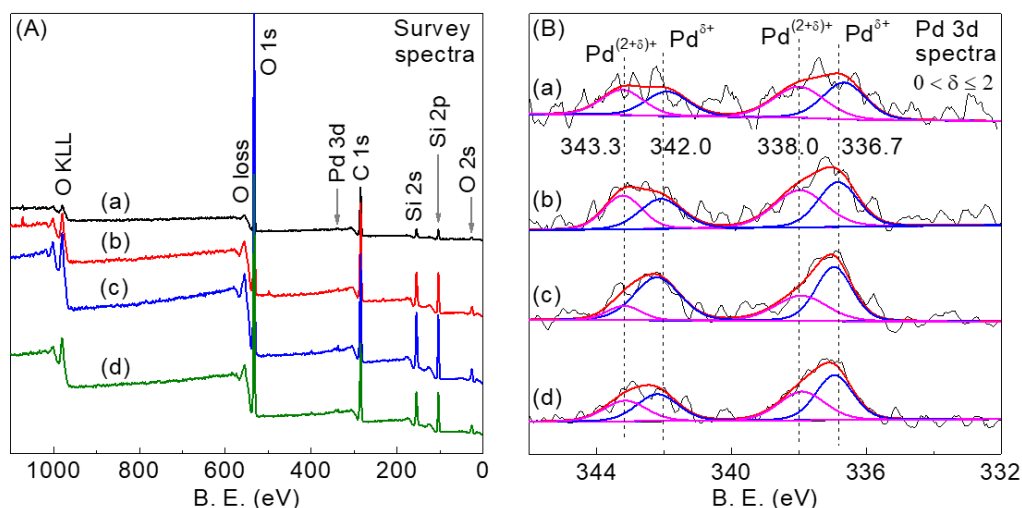 (A)
Survey
spectra
O KLL
O loss
O 1s
Pd 3d
C 1s
Si 2s
Si 2p
O 2s
(a)
(b)
(c)
(d)
1000 800 600 400 200 0
B. E. (eV)
(B)
Pd(2+δ)+ Pdδ+ Pd(2+δ)+ Pdδ+
Pd 3d
spectra
0 < δ ≤ 2
(a)
343.3 342.0 338.0 336.7
(b)
(c)
(d)
344 340 336 332
B. E. (eV)